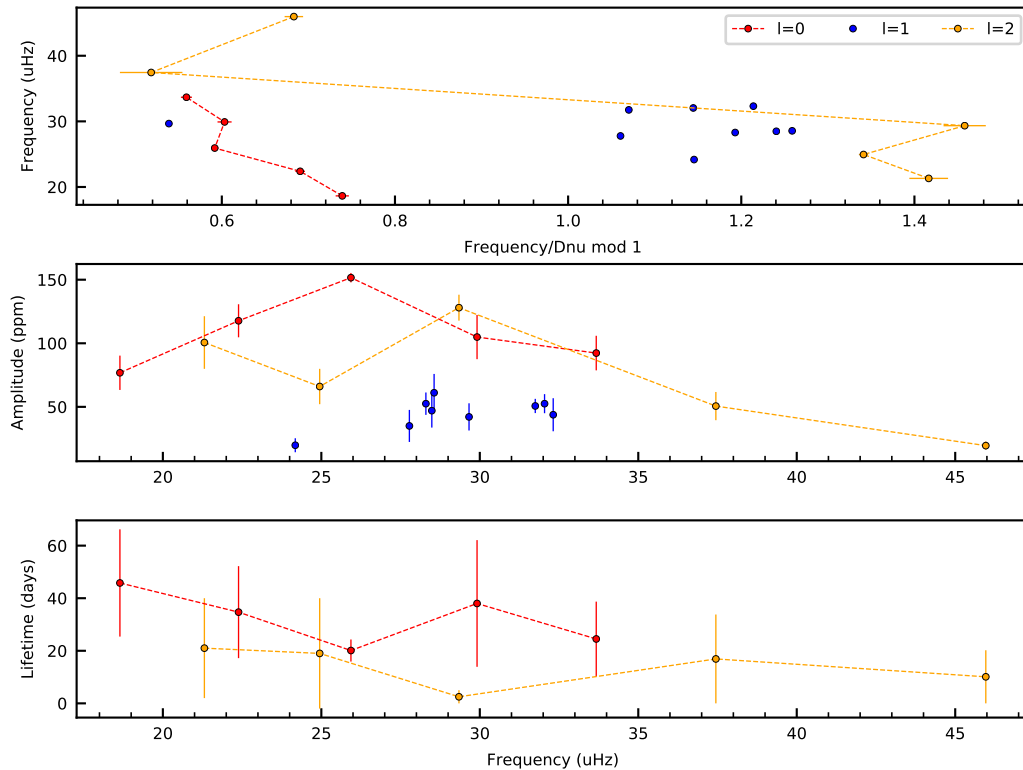 l=0 l=1 l=2
Frequency (uHz)
40
30
20
0.6 0.8 1.0 1.2 1.4
Frequency/Dnu mod 1
Amplitude (ppm)
150
100
50
20 25 30 35 40 45
Lifetime (days)
60
40
20
0
20 25 30 35 40 45
Frequency (uHz)